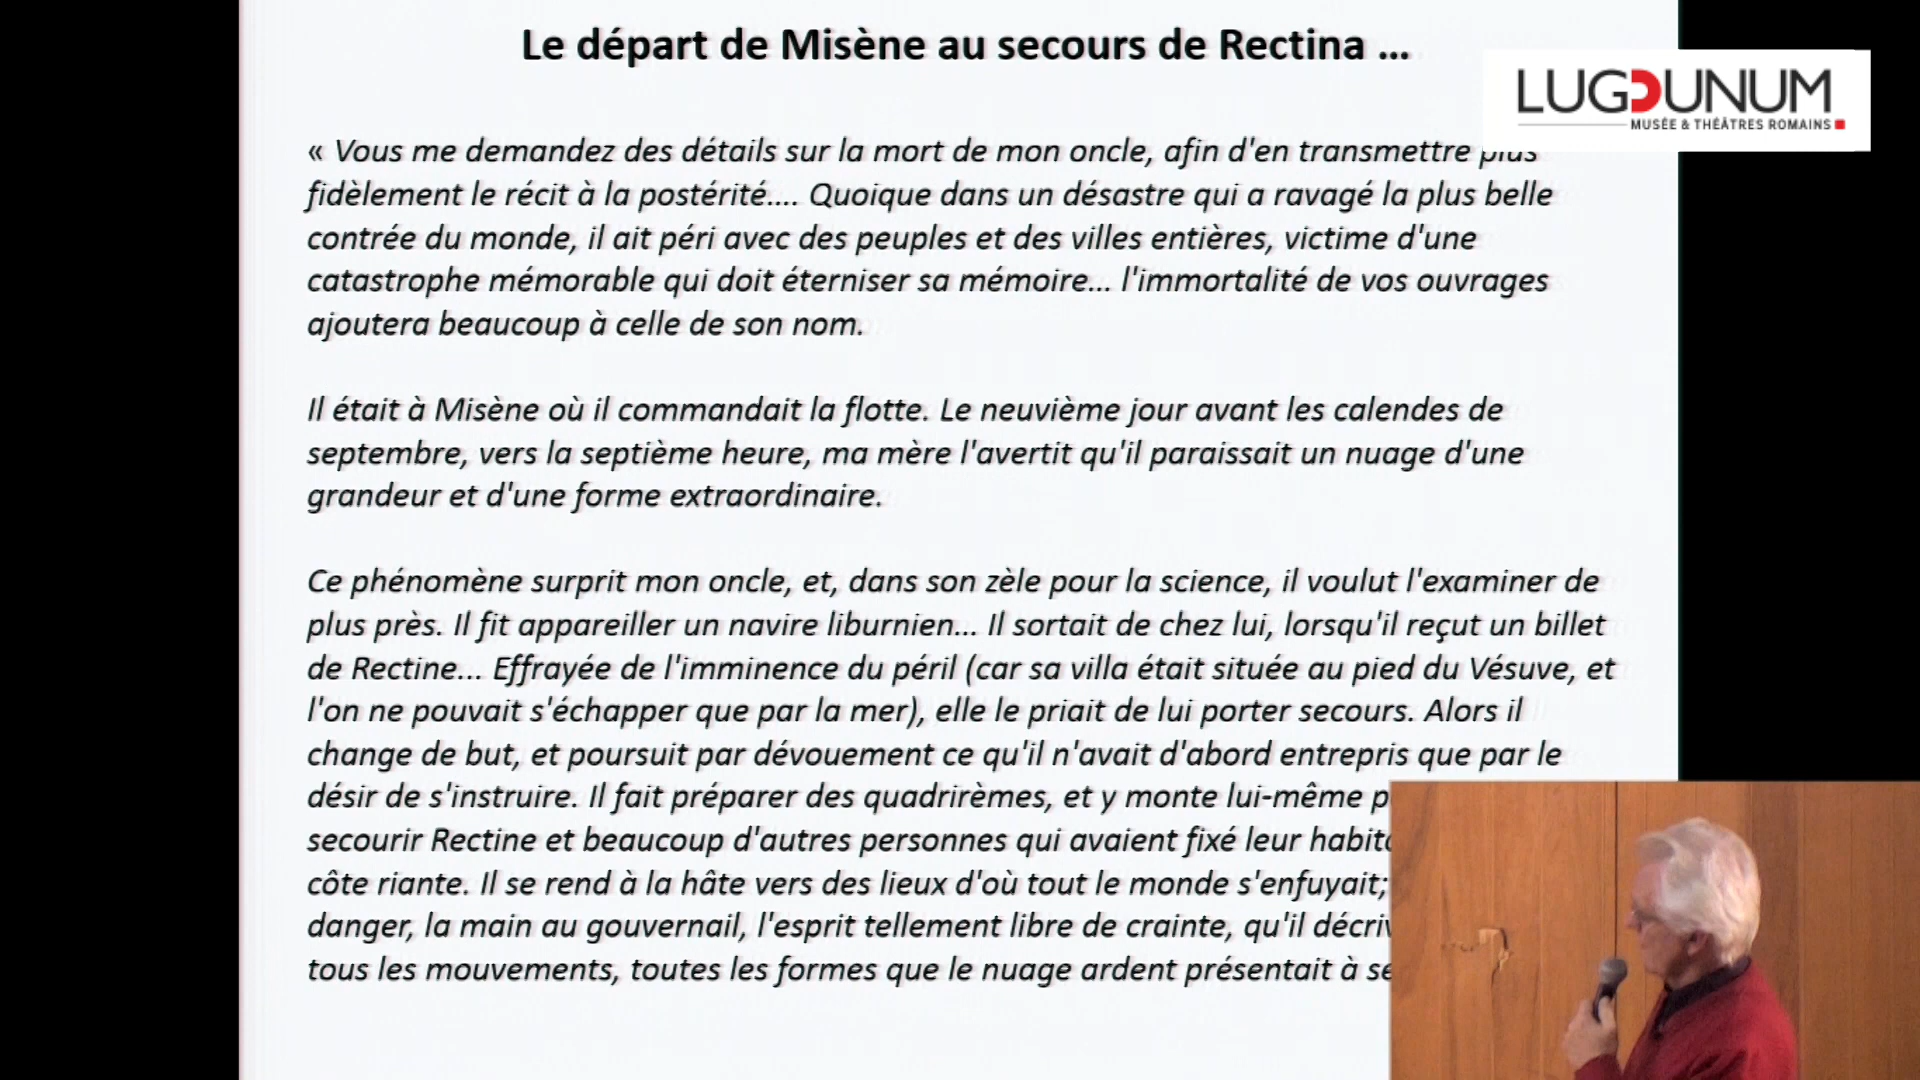 Le départ de Misène au secours de Rectina ...
LUGDUNUM
MUSÉE & THÉÂTRES ROMAINS
« Vous me demandez des détails sur la mort de mon oncle, afin d'en transmettre plus
fidèlement le récit à la postérité.... Quoique dans un désastre qui a ravagé la plus belle
contrée du monde, il ait péri avec des peuples et des villes entières, victime d'une
catastrophe mémorable qui doit éterniser sa mémoire... l'immortalité de vos ouvrages
ajoutera beaucoup à celle de son nom.
Il était à Misène où il commandait la flotte. Le neuvième jour avant les calendes de
septembre, vers la septième heure, ma mère l'avertit qu'il paraissait un nuage d'une
grandeur et d'une forme extraordinaire.
Ce phénomène surprit mon oncle, et, dans son zèle pour la science, il voulut l'examiner de
plus près. Il fit appareiller un navire liburnien... Il sortait de chez lui, lorsqu'il reçut un billet
de Rectine... Effrayée de l'imminence du péril (car sa villa était située au pied du Vésuve, et
l'on ne pouvait s'échapper que par la mer), elle le priait de lui porter secours. Alors il
change de but, et poursuit par dévouement ce qu'il n'avait d'abord entrepris que par le
désir de s'instruire. Il fait préparer des quadrirèmes, et y monte lui-même
secourir Rectine et beaucoup d'autres personnes qui avaient fixé leur
côte riante. Il se rend à la hâte vers des lieux d'où tout le monde s'enfuyait;
danger, la main au gouvernail, l'esprit tellement libre de crainte, qu'il
tous les mouvements, toutes les formes que le nuage ardent présentait à